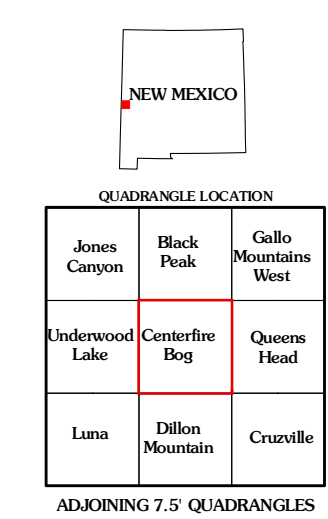 NEW MEXICO
QUADRANGLE LOCATION
Jones
Canyon
Black
Peak
Gallo
Mountains
West
Underwood
Lake
Centerfire
Bog
Queens
Head
Luna
Dillon
Mountain
Cruzville
ADJOINING 7.5' QUADRANGLES